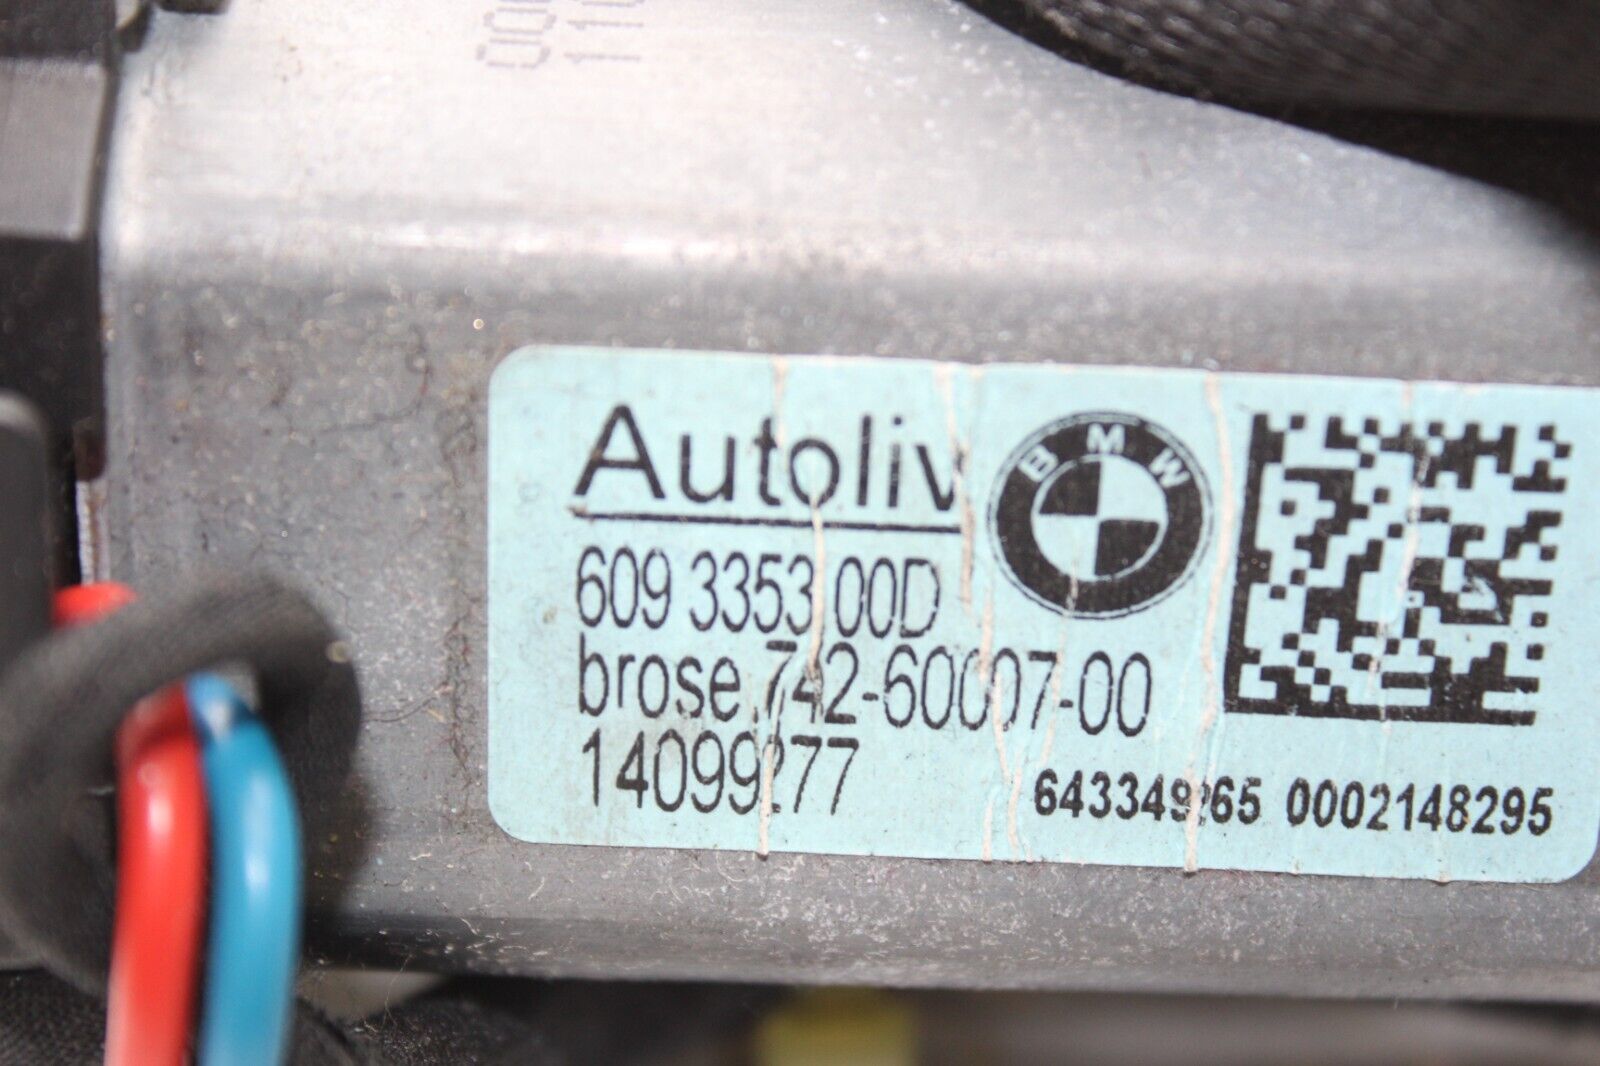 Autoliv
BMW
609 3353 00D
brose 742-60007-00
14099277
643349265 0002148295